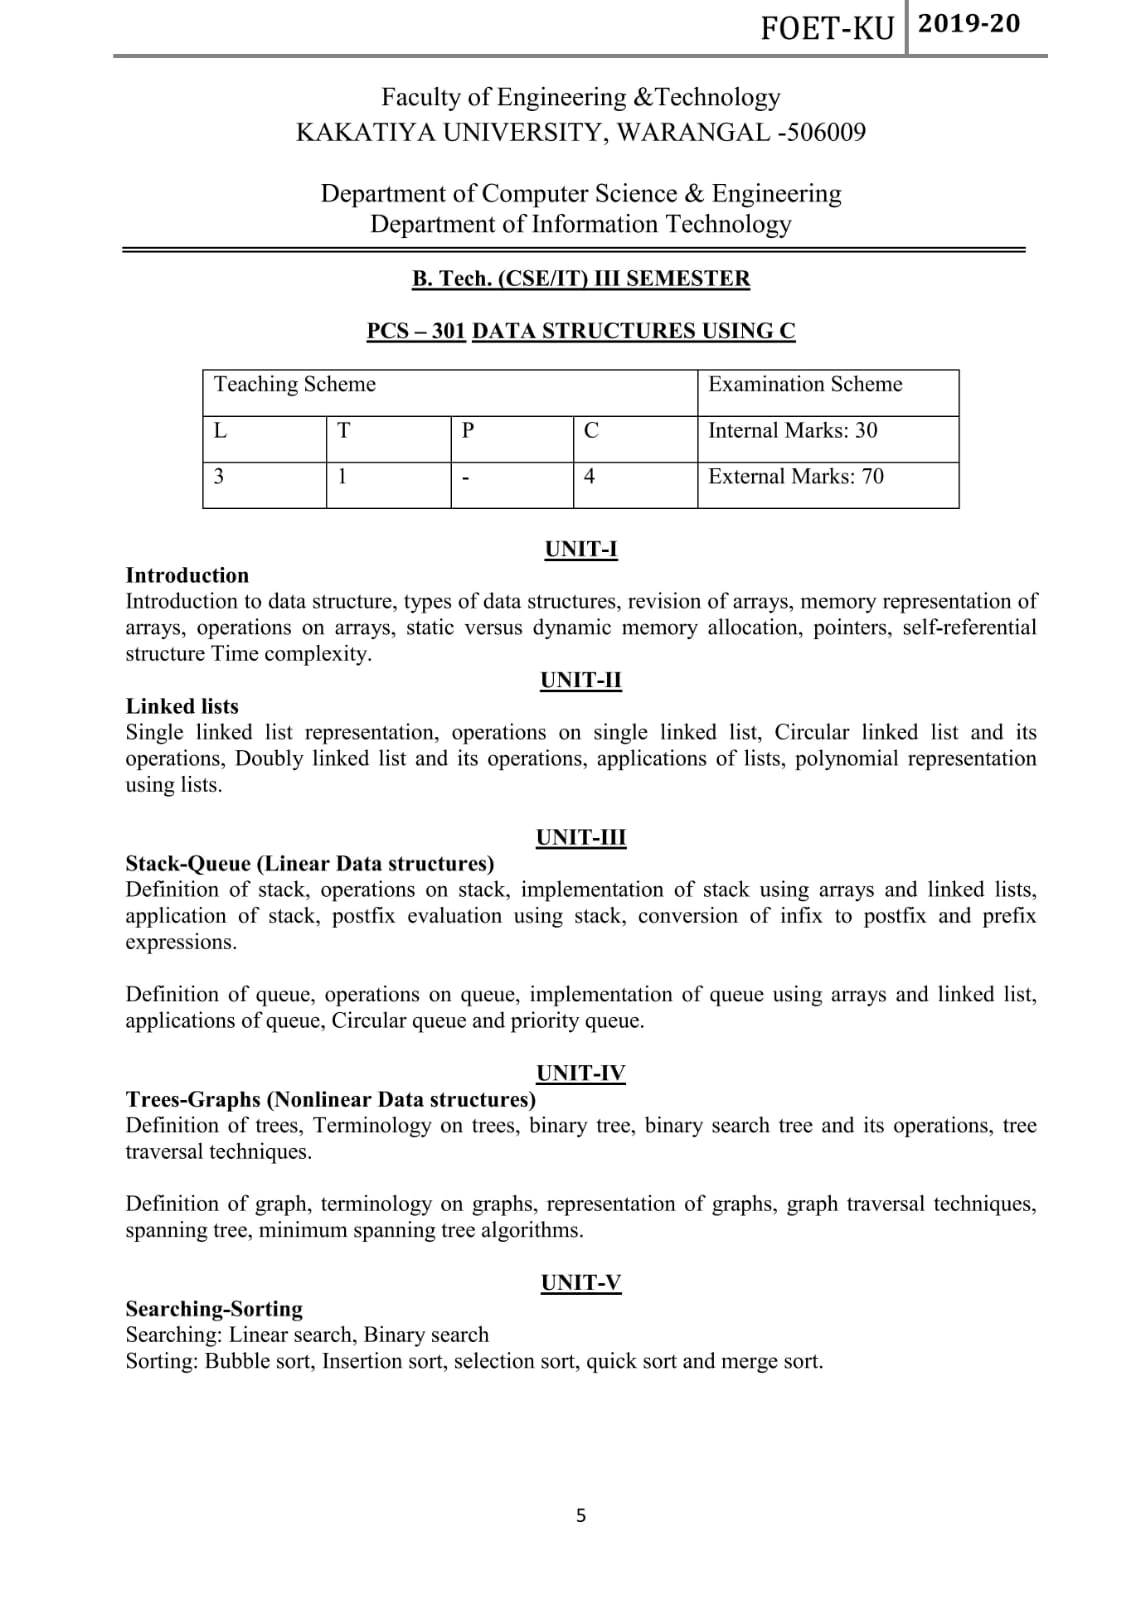 FOET-KU 2019-20
Faculty of Engineering &Technology
KAKATIYA UNIVERSITY, WARANGAL -506009
Department of Computer Science & Engineering
Department of Information Technology
B. Tech. (CSE/IT) III SEMESTER
PCS – 301 DATA STRUCTURES USING C
Teaching Scheme Examination Scheme
L T P C Internal Marks: 30
3 1 - 4 External Marks: 70
UNIT-I
Introduction
Introduction to data structure, types of data structures, revision of arrays, memory representation of
arrays, operations on arrays, static versus dynamic memory allocation, pointers, self-referential
structure Time complexity.
UNIT-II
Linked lists
Single linked list representation, operations on single linked list, Circular linked list and its
operations, Doubly linked list and its operations, applications of lists, polynomial representation
using lists.
UNIT-III
Stack-Queue (Linear Data structures)
Definition of stack, operations on stack, implementation of stack using arrays and linked lists,
application of stack, postfix evaluation using stack, conversion of infix to postfix and prefix
expressions.
Definition of queue, operations on queue, implementation of queue using arrays and linked list,
applications of queue, Circular queue and priority queue.
UNIT-IV
Trees-Graphs (Nonlinear Data structures)
Definition of trees, Terminology on trees, binary tree, binary search tree and its operations, tree
traversal techniques.
Definition of graph, terminology on graphs, representation of graphs, graph traversal techniques,
spanning tree, minimum spanning tree algorithms.
UNIT-V
Searching-Sorting
Searching: Linear search, Binary search
Sorting: Bubble sort, Insertion sort, selection sort, quick sort and merge sort.
5